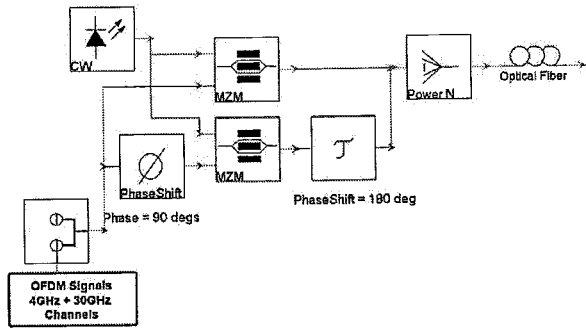 CW
MZM
Power N
Optical Fiber
MZM
PhaseShift
Phase = 90 degs
PhaseShift = 180 deg
OFDM Signals
4GHz + 30GHz
Channels